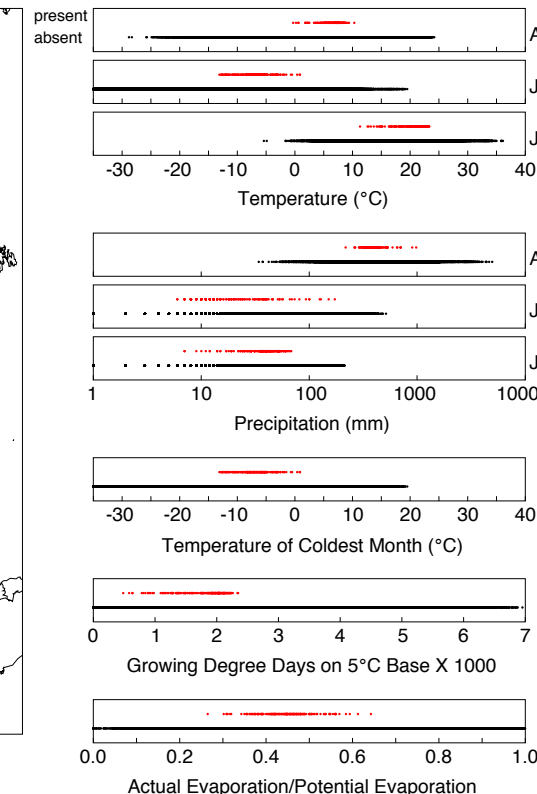 present
A
absent
J
J
-30 -20 -10 0 10 20 30 40
Temperature (°C)
A
J
J
1 10 100 1000 1000
Precipitation (mm)
-30 -20 -10 0 10 20 30 40
Temperature of Coldest Month (°C)
0 1 2 3 4 5 6 7
Growing Degree Days on 5°C Base X 1000
0.0 0.2 0.4 0.6 0.8 1.0
Actual Evaporation/Potential Evaporation